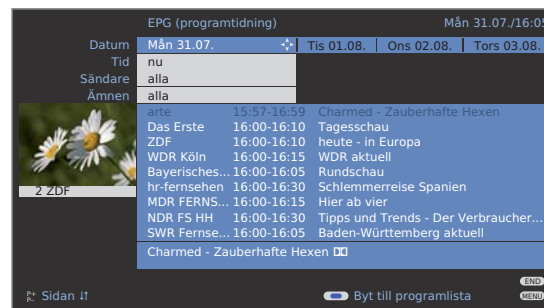 EPG (programtidning) Mån 31.07./16:05
Datum Mån 31.07. Tis 01.08. Ons 02.08. Tors 03.08.
Tid nu
Sändare alla
Ämnen alla
arte 15:57-16:59 Charmed - Zauberhafte Hexen
Das Erste 16:00-16:10 Tagesschau
ZDF 16:00-16:10 heute - in Europa
WDR Köln 16:00-16:15 WDR aktuell
Bayerisches... 16:00-16:05 Rundschau
hr-fernsehen 16:00-16:30 Schlemmerreise Spanien
MDR FERNS... 16:00-16:15 Hier ab vier
NDR FS HH 16:00-16:30 Tipps und Trends - Der Verbraucher...
SWR Fernse... 16:00-16:05 Baden-Württemberg aktuell
2 ZDF
Charmed - Zauberhafte Hexen
END
P+ P- Sidan Byt till programlista MENU